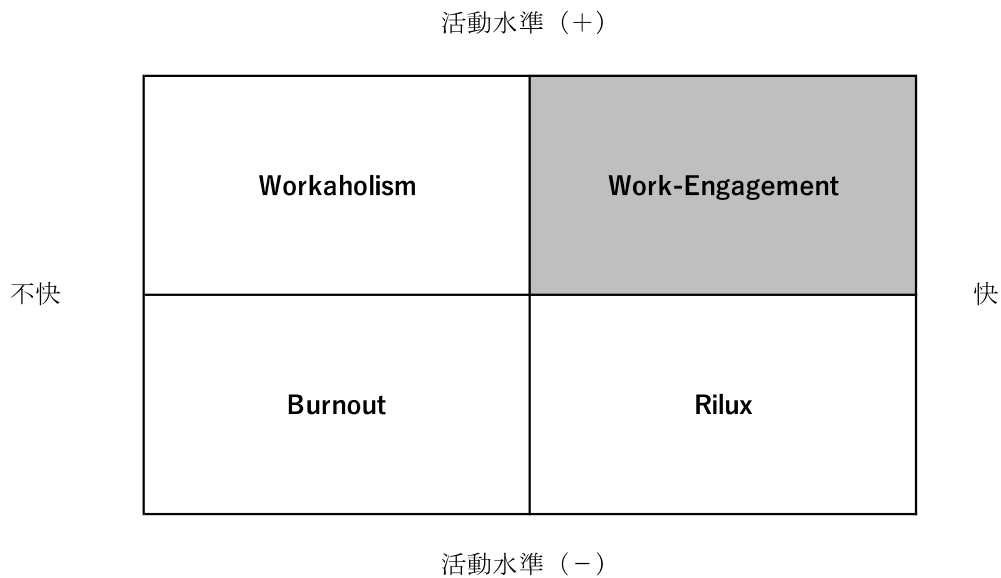 活動水準（＋）
Workaholism
Work-Engagement
不快
快
Burnout
Rilux
活動水準（－）